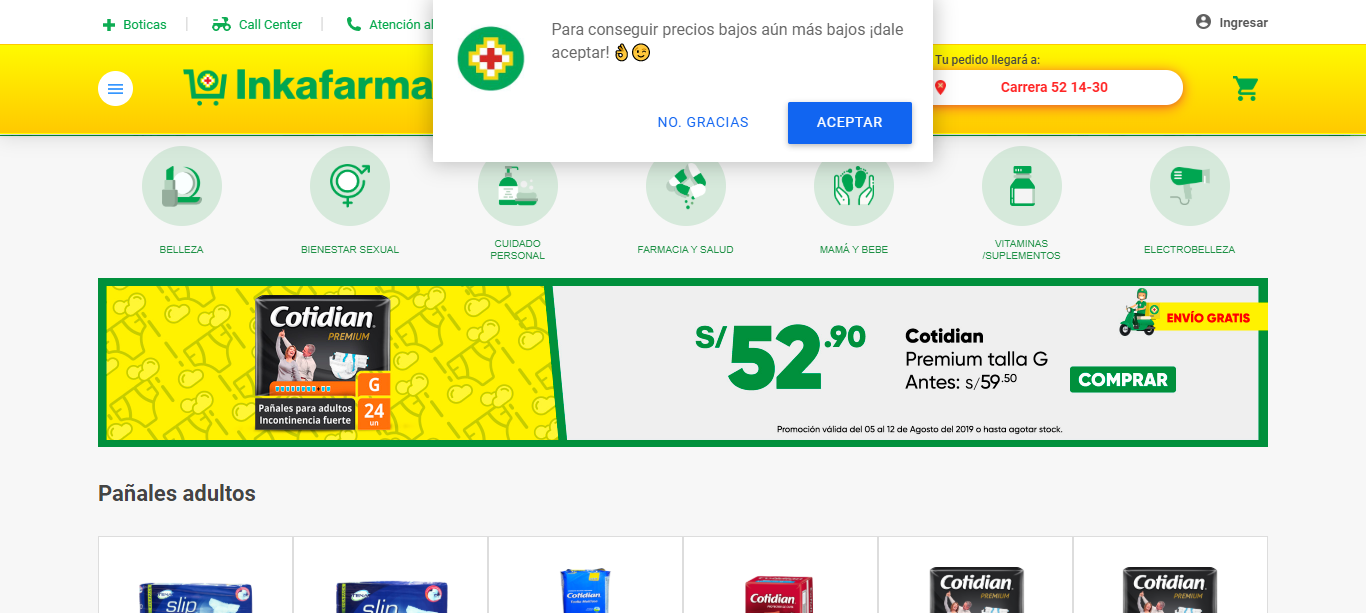 Boticas
Call Center
Atención al
Para conseguir precios bajos aún más bajos ¡dale
aceptar! 👌😉
NO. GRACIAS
ACEPTAR
Ingresar
Inkafarma
Tu pedido llegará a:
Carrera 52 14-30
BELLEZA
BIENESTAR SEXUAL
CUIDADO
PERSONAL
FARMACIA Y SALUD
MAMÁ Y BEBE
VITAMINAS
/SUPLEMENTOS
ELECTROBELLEZA
Cotidian
PREMIUM
G
Pañales para adultos
Incontinencia fuerte
24
un
S/52.90
Cotidian
Premium talla G
Antes: s/59.50
ENVÍO GRATIS
COMPRAR
Promoción válida del 05 al 12 de Agosto del 2019 o hasta agotar stock.
Pañales adultos
TENA
slip
TENA
slip
Cotidian
Cotidian
Cotidian
PREMIUM
Cotidian
PREMIUM